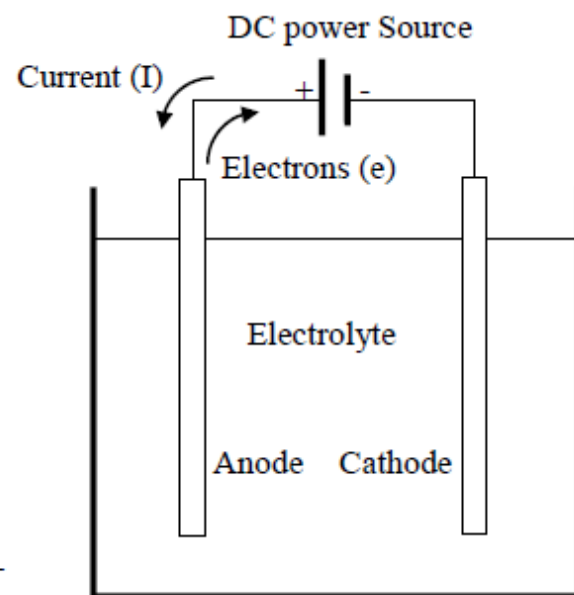 DC power Source
Current (I)
+ -
Electrons (e)
Electrolyte
Anode Cathode